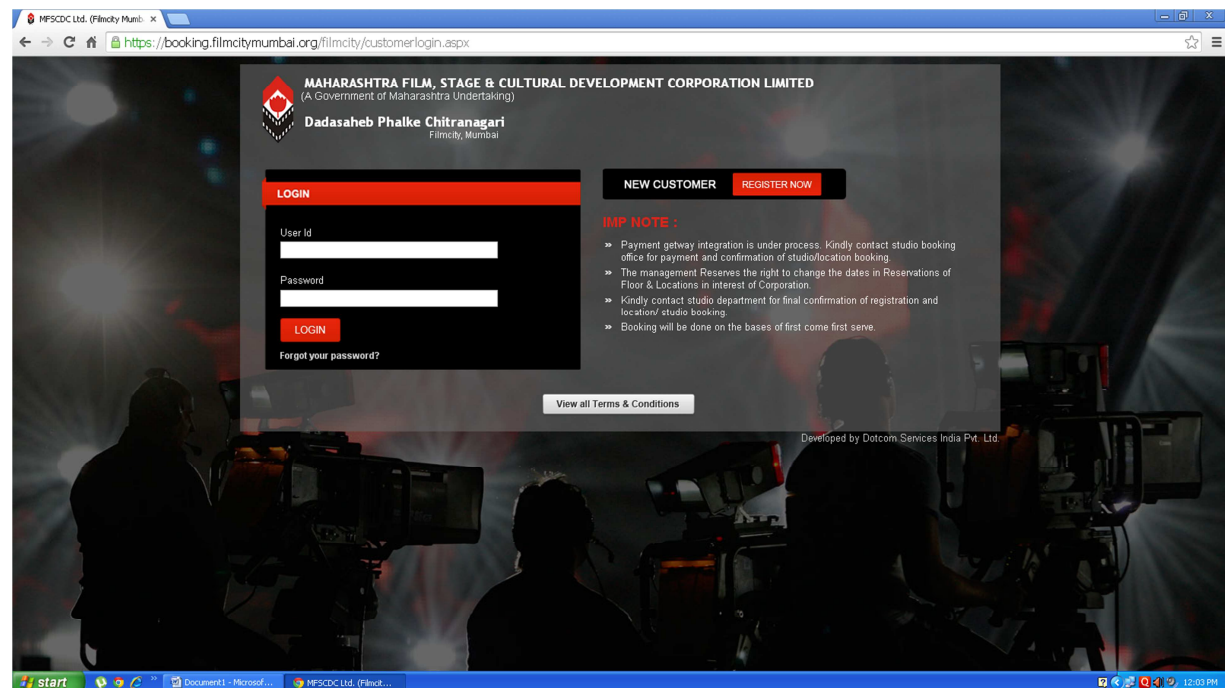 MFSCDC Ltd. (Filmcity Mumb
https://booking.filmcitymumbai.org/filmcity/customerlogin.aspx
MAHARASHTRA FILM, STAGE & CULTURAL DEVELOPMENT CORPORATION LIMITED
(A Government of Maharashtra Undertaking)
Dadasaheb Phalke Chitranagari
Filmcity, Mumbai
LOGIN
User Id
Password
LOGIN
Forgot your password?
NEW CUSTOMER REGISTER NOW
IMP NOTE :
» Payment getway integration is under process. Kindly contact studio booking
office for payment and confirmation of studio/location booking.
» The management Reserves the right to change the dates in Reservations of
Floor & Locations in interest of Corporation.
» Kindly contact studio department for final confirmation of registration and
location/ studio booking.
» Booking will be done on the bases of first come first serve.
View all Terms & Conditions
Developed by Dotcom Services India Pvt. Ltd.
start
Document1 - Microsof...
MFSCDC Ltd. (Filmcit...
12:03 PM